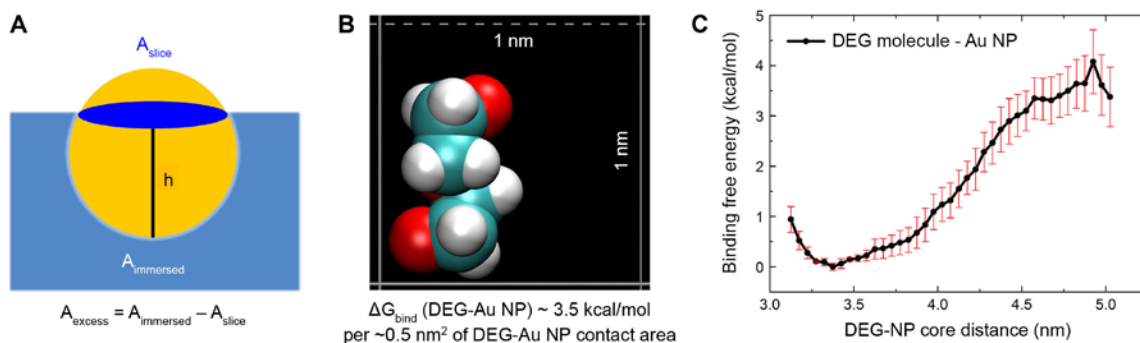 A
A_slice
h
A_immersed
A_excess = A_immersed – A_slice
B
1 nm
1 nm
ΔG_bind (DEG-Au NP) ~ 3.5 kcal/mol
per ~0.5 nm² of DEG-Au NP contact area
C
DEG molecule - Au NP
Binding free energy (kcal/mol)
5
4
3
2
1
0
3.0 3.5 4.0 4.5 5.0
DEG-NP core distance (nm)